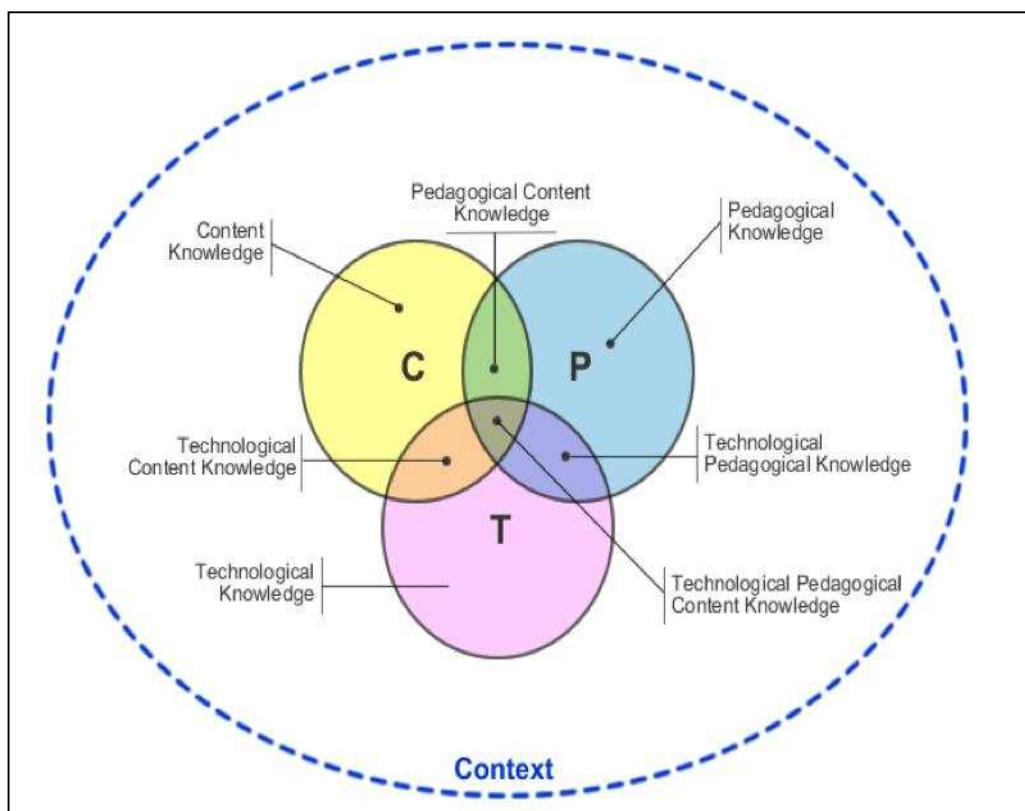 Pedagogical Content
Knowledge
Content
Knowledge
Pedagogical
Knowledge
C
P
Technological
Content Knowledge
Technological
Pedagogical Knowledge
T
Technological
Knowledge
Technological Pedagogical
Content Knowledge
Context